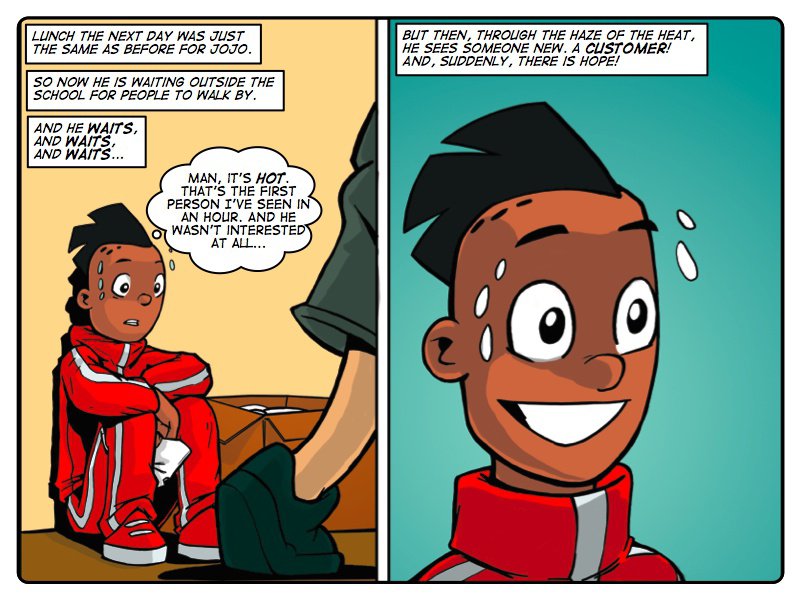 LUNCH THE NEXT DAY WAS JUST
THE SAME AS BEFORE FOR JOJO.
SO NOW HE IS WAITING OUTSIDE THE
SCHOOL FOR PEOPLE TO WALK BY.
AND HE WAITS,
AND WAITS,
AND WAITS...
MAN, IT'S HOT.
THAT'S THE FIRST
PERSON I'VE SEEN IN
AN HOUR. AND HE
WASN'T INTERESTED
AT ALL...
BUT THEN, THROUGH THE HAZE OF THE HEAT,
HE SEES SOMEONE NEW. A CUSTOMER!
AND, SUDDENLY, THERE IS HOPE!